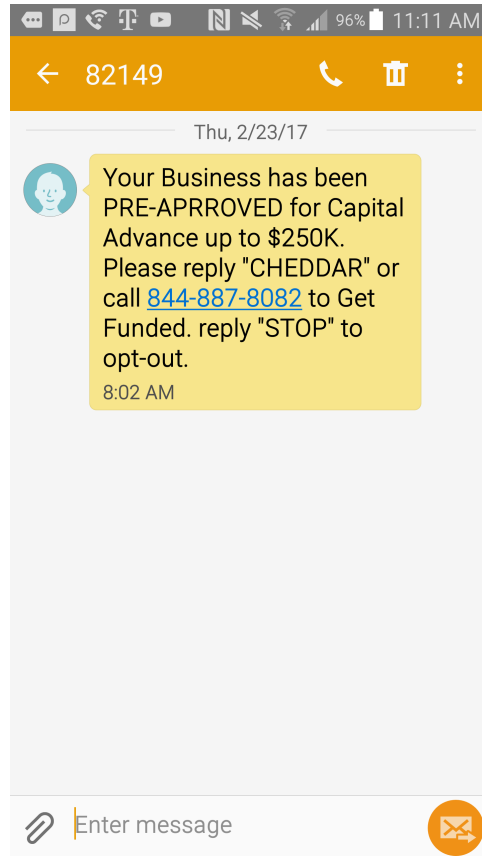 96% 11:11 AM
82149
Thu, 2/23/17
Your Business has been
PRE-APRROVED for Capital
Advance up to $250K.
Please reply "CHEDDAR" or
call 844-887-8082 to Get
Funded. reply "STOP" to
opt-out.
8:02 AM
Enter message